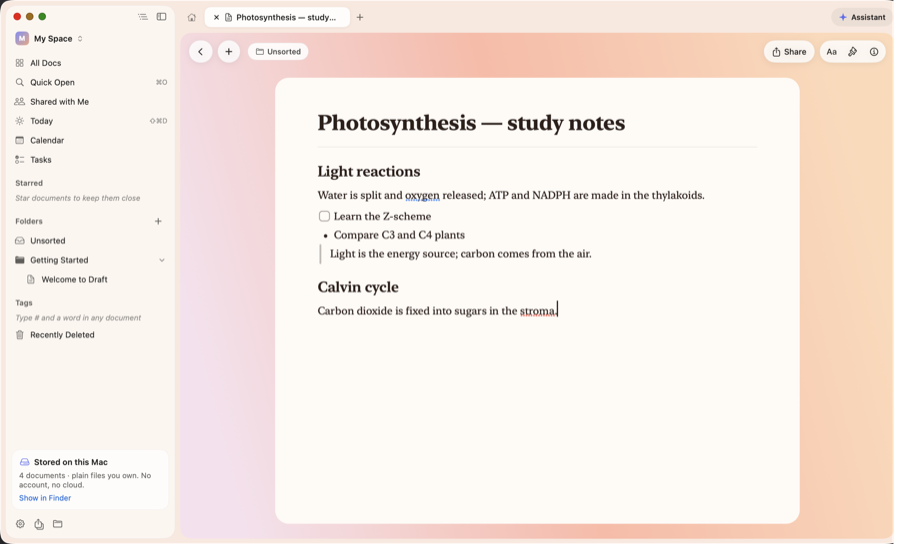 Photosynthesis — study...
Assistant
M My Space
All Docs
Quick Open ⌘O
Shared with Me
Today ⇧⌘D
Calendar
Tasks
Starred
Star documents to keep them close
Folders
Unsorted
Getting Started
Welcome to Draft
Tags
Type # and a word in any document
Recently Deleted
Stored on this Mac
4 documents · plain files you own. No
account, no cloud.
Show in Finder
Unsorted
Share
Aa
Photosynthesis — study notes
Light reactions
Water is split and oxygen released; ATP and NADPH are made in the thylakoids.
Learn the Z-scheme
• Compare C3 and C4 plants
Light is the energy source; carbon comes from the air.
Calvin cycle
Carbon dioxide is fixed into sugars in the stroma.